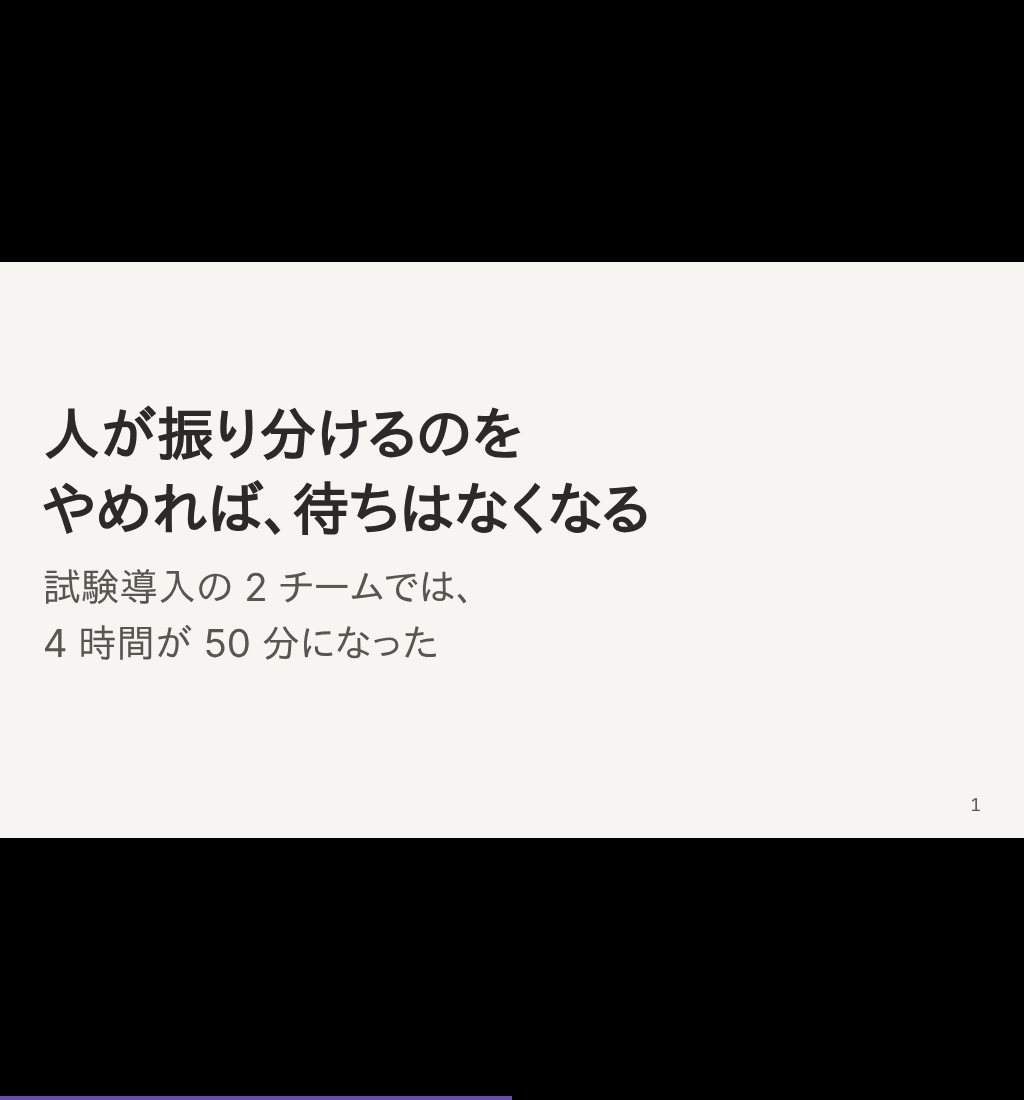 人が振り分けるのを
やめれば、待ちはなくなる
試験導入の 2 チームでは、
4 時間が 50 分になった
1